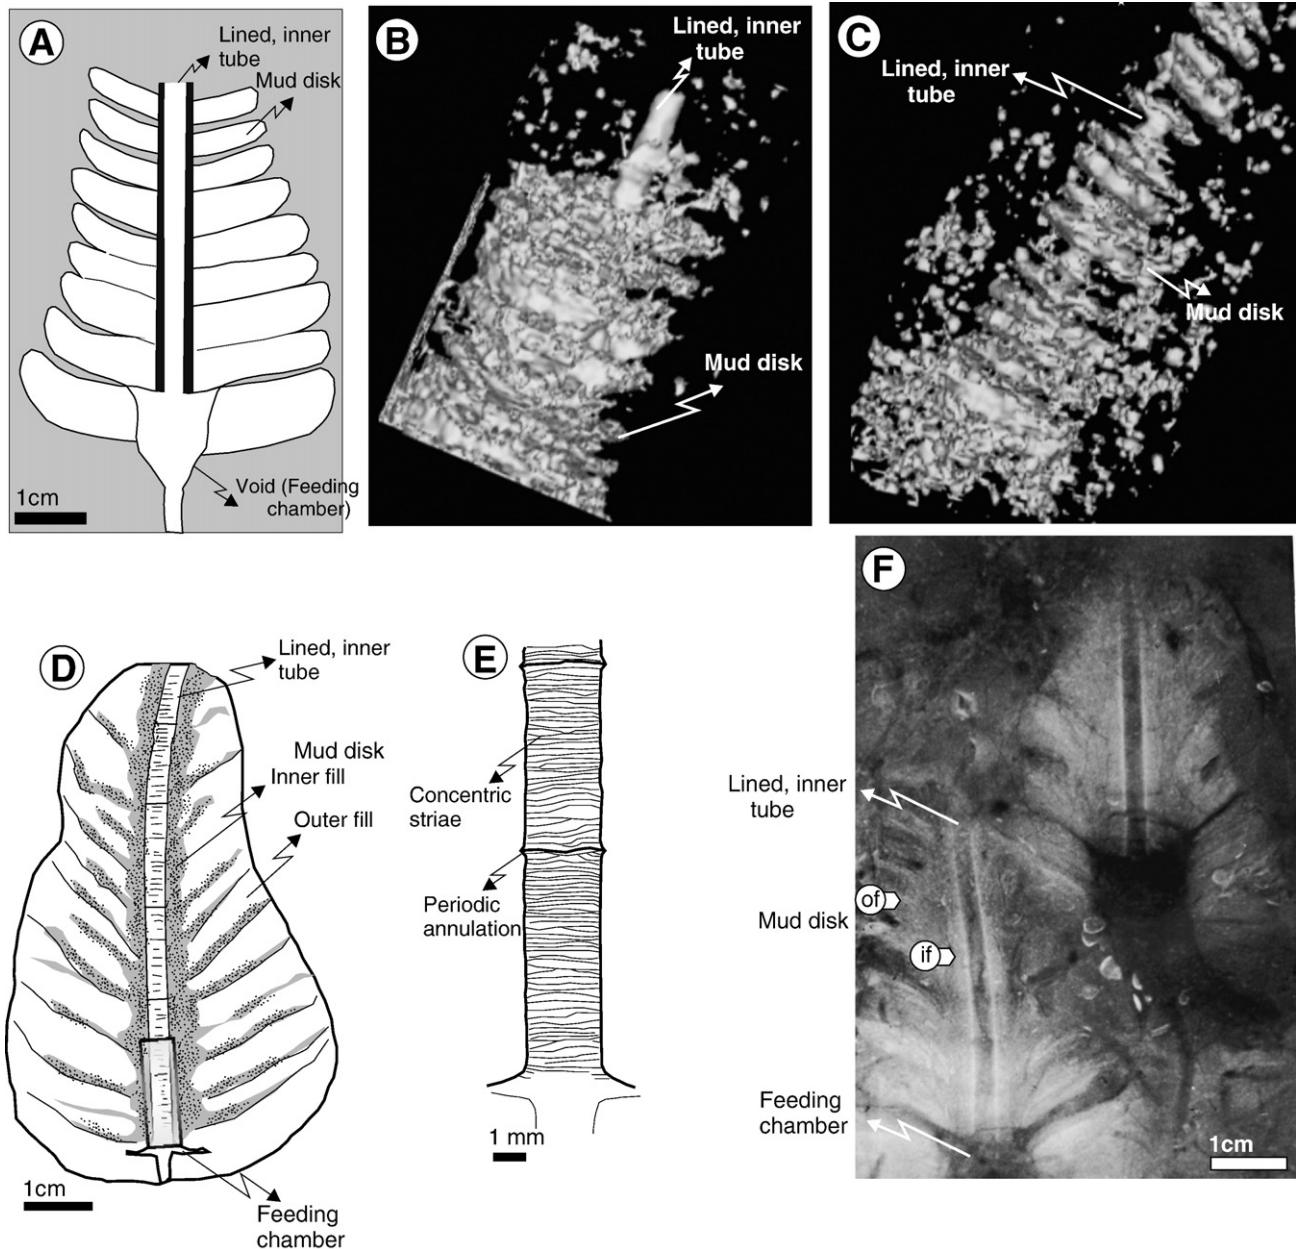 A
Lined, inner
tube
Mud disk
Void (Feeding
chamber)
1cm
B
Lined, inner
tube
Mud disk
C
Lined, inner
tube
Mud disk
D
Lined, inner
tube
Mud disk
Inner fill
Outer fill
Feeding
chamber
1cm
E
Concentric
striae
Periodic
annulation
1 mm
F
Lined, inner
tube
of
Mud disk
if
Feeding
chamber
1cm